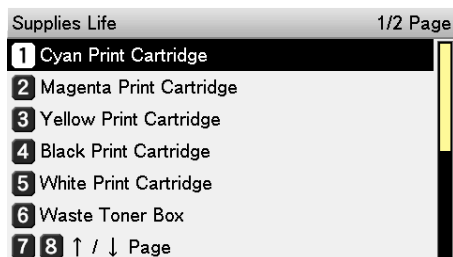 Supplies Life 1/2 Page
1 Cyan Print Cartridge
2 Magenta Print Cartridge
3 Yellow Print Cartridge
4 Black Print Cartridge
5 White Print Cartridge
6 Waste Toner Box
7 8 ↑ / ↓ Page